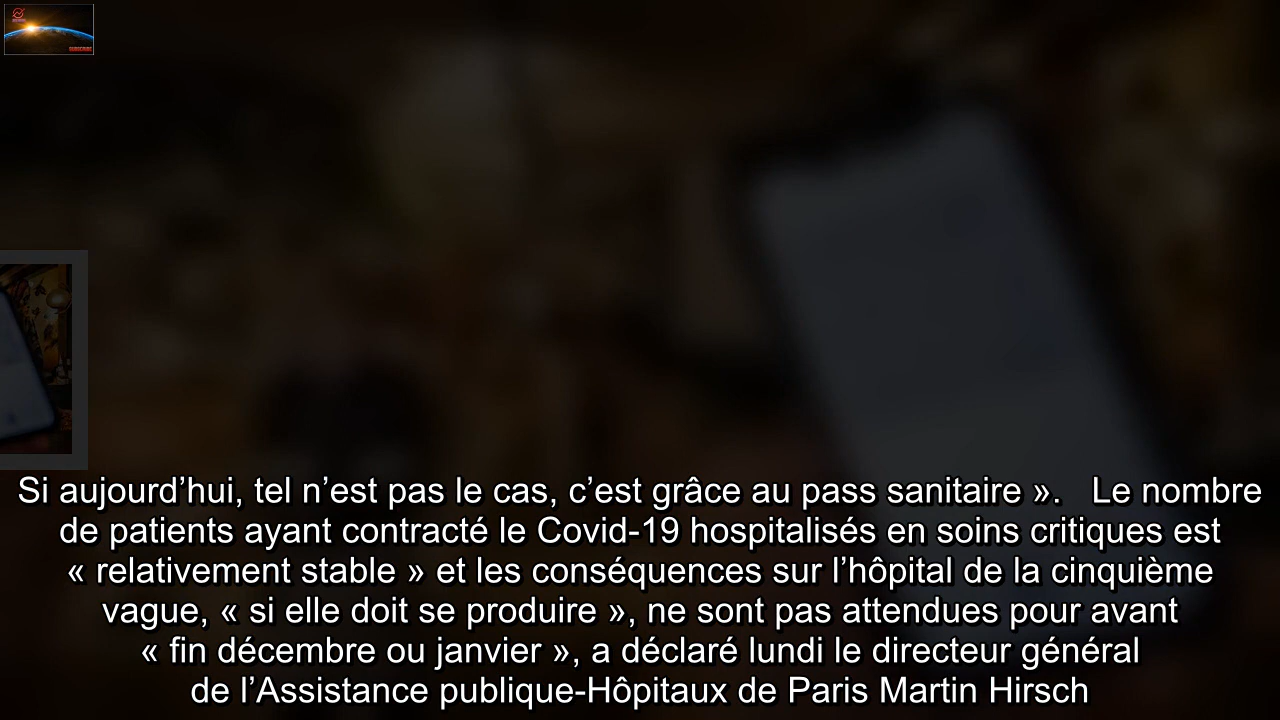 Si aujourd’hui, tel n’est pas le cas, c’est grâce au pass sanitaire ».   Le nombre
de patients ayant contracté le Covid-19 hospitalisés en soins critiques est
« relativement stable » et les conséquences sur l’hôpital de la cinquième
vague, « si elle doit se produire », ne sont pas attendues pour avant
« fin décembre ou janvier », a déclaré lundi le directeur général
de l’Assistance publique-Hôpitaux de Paris Martin Hirsch